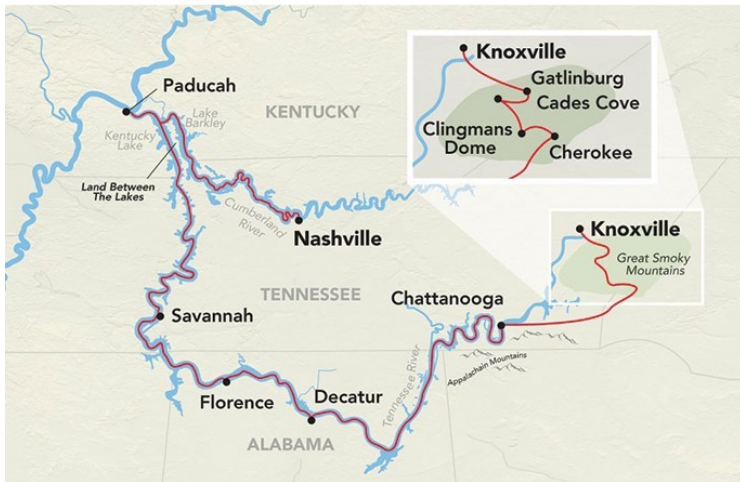 Paducah
KENTUCKY
Lake
Barkley
Kentucky
Lake
Land Between
The Lakes
Cumberland
River
Nashville
Knoxville
Gatlinburg
Cades Cove
Clingmans
Dome
Cherokee
Knoxville
Great Smoky
Mountains
TENNESSEE
Chattanooga
Savannah
Appalachain Mountains
Tennessee River
Florence
Decatur
ALABAMA